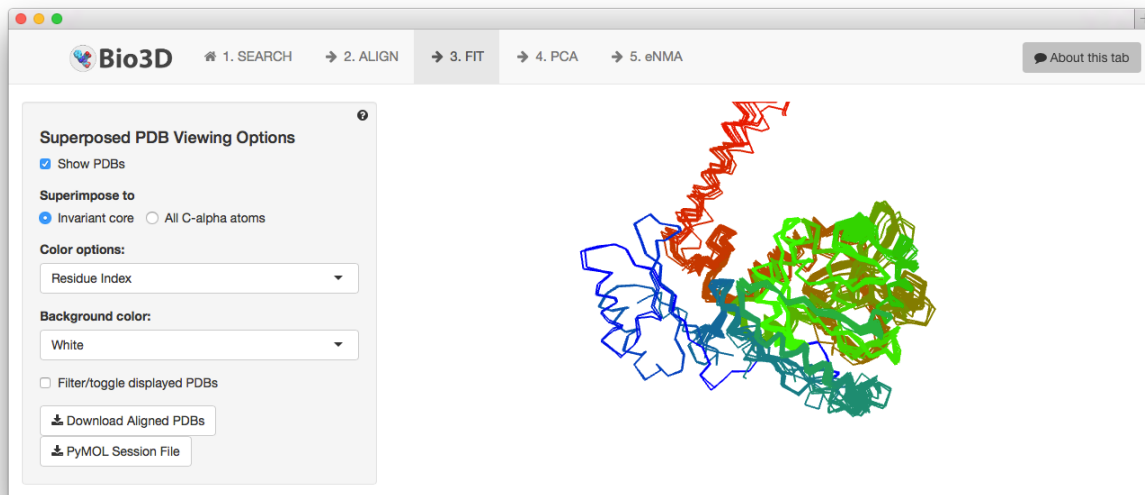 Bio3D
1. SEARCH
2. ALIGN
3. FIT
4. PCA
5. eNMA
About this tab
Superposed PDB Viewing Options
Show PDBs
Superimpose to
Invariant core
All C-alpha atoms
Color options:
Residue Index
Background color:
White
Filter/toggle displayed PDBs
Download Aligned PDBs
PyMOL Session File